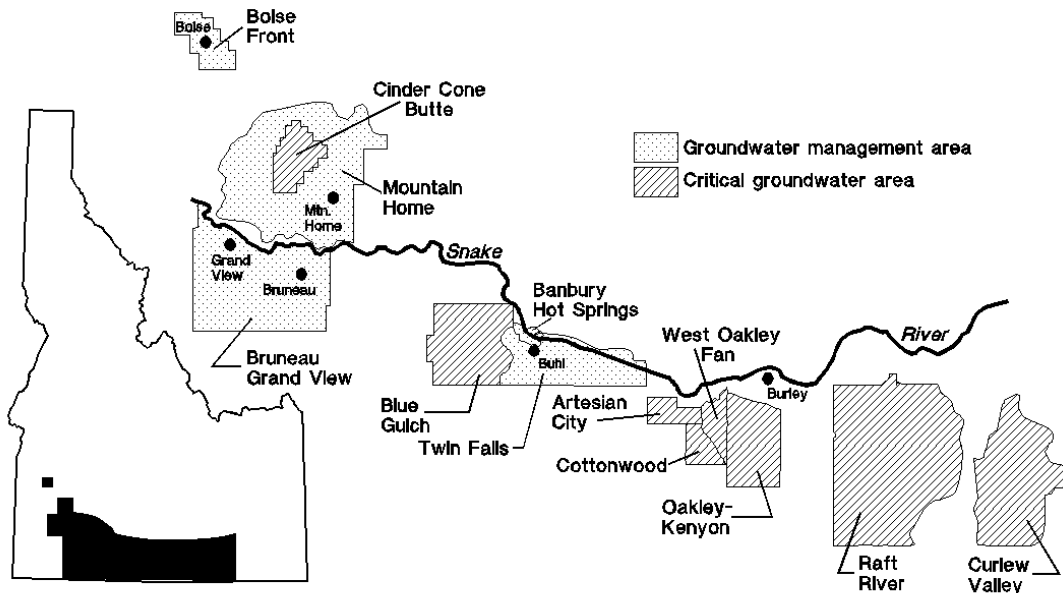 Boise
Boise
Front
Cinder Cone
Butte
Groundwater management area
Critical groundwater area
Mountain
Home
Mtn.
Home
Snake
Grand
View
Bruneau
Banbury
Hot Springs
West Oakley
Fan
River
Bruneau
Grand View
Buhl
Burley
Blue
Gulch
Twin Falls
Artesian
City
Cottonwood
Oakley-
Kenyon
Raft
River
Curlew
Valley